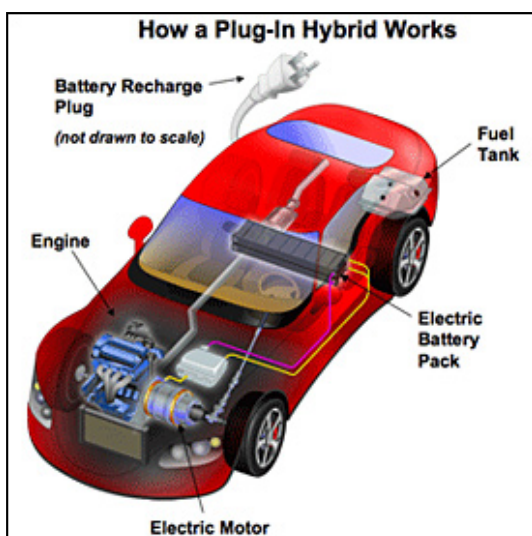 How a Plug-In Hybrid Works
Battery Recharge
Plug
(not drawn to scale)
Fuel
Tank
Engine
Electric
Battery
Pack
Electric Motor